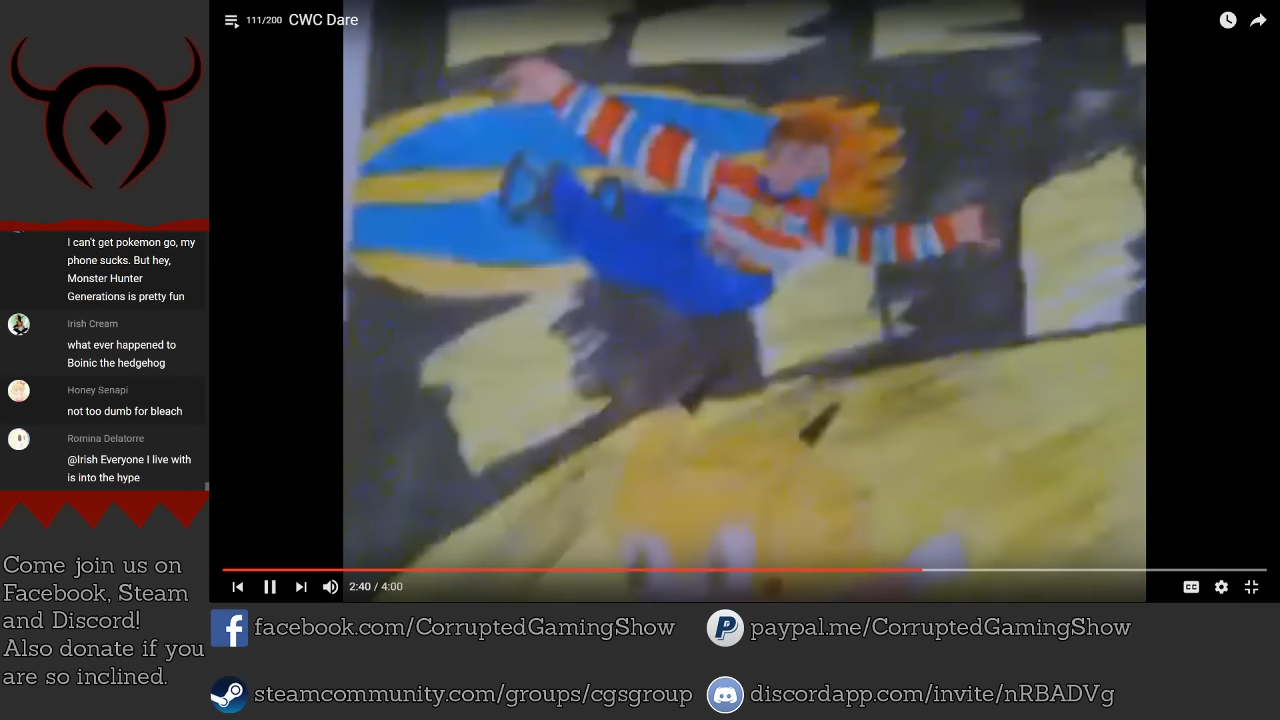 111/200 CWC Dare
I can't get pokemon go, my
phone sucks. But hey,
Monster Hunter
Generations is pretty fun
Irish Cream
what ever happened to
Boinic the hedgehog
Honey Senapi
not too dumb for bleach
Romina Delatorre
@Irish Everyone I live with
is into the hype
Come join us on
Facebook, Steam
and Discord!
Also donate if you
are so inclined.
2:40 / 4:00
CC
facebook.com/CorruptedGamingShow
paypal.me/CorruptedGamingShow
steamcommunity.com/groups/cgsgroup
discordapp.com/invite/nRBADVg